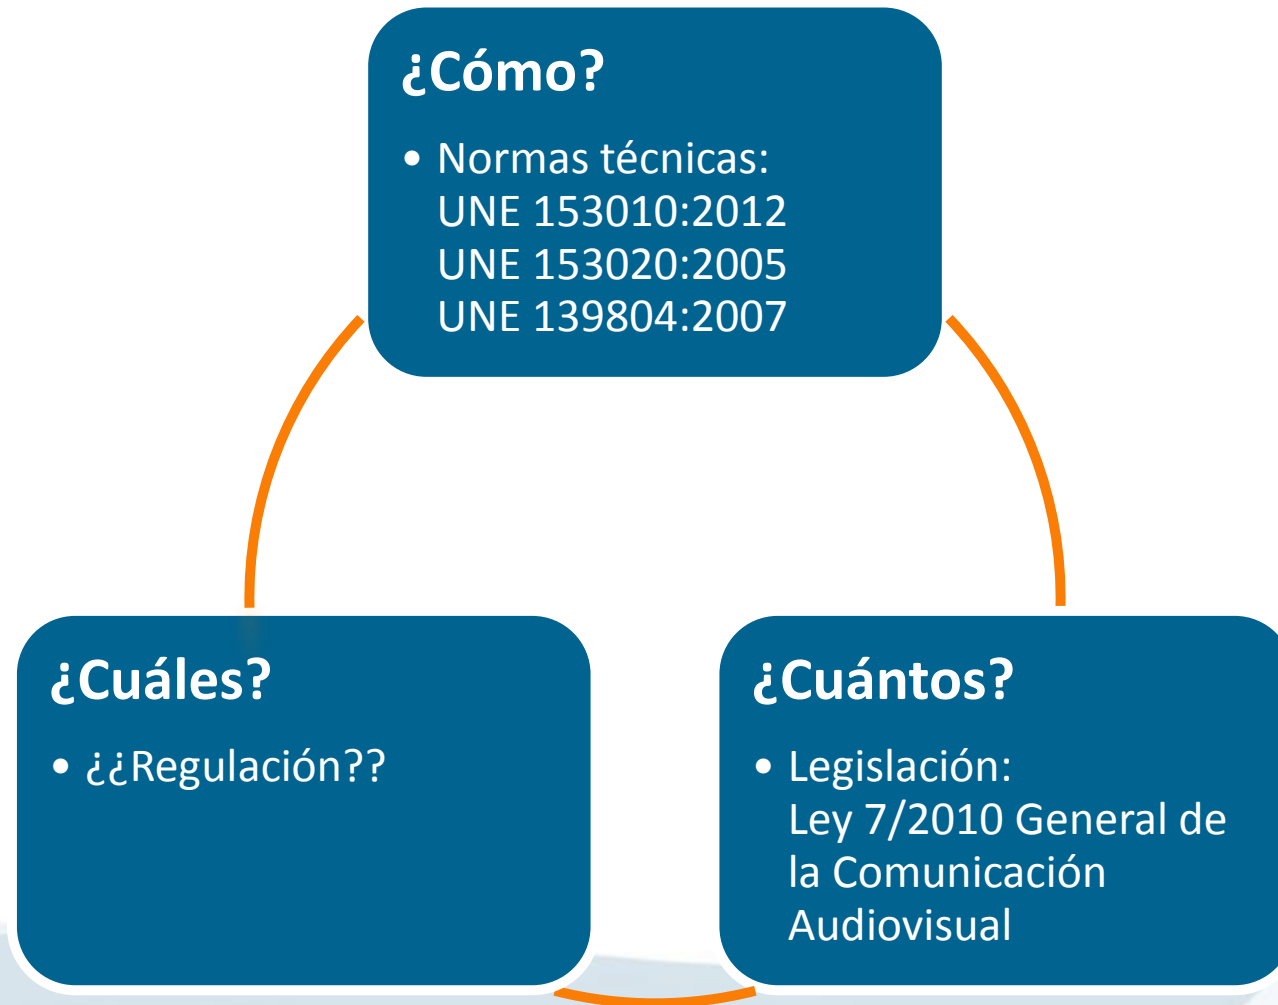 ¿Cómo?
• Normas técnicas:
UNE 153010:2012
UNE 153020:2005
UNE 139804:2007
¿Cuáles?
• ¿¿Regulación??
¿Cuántos?
• Legislación:
Ley 7/2010 General de
la Comunicación
Audiovisual